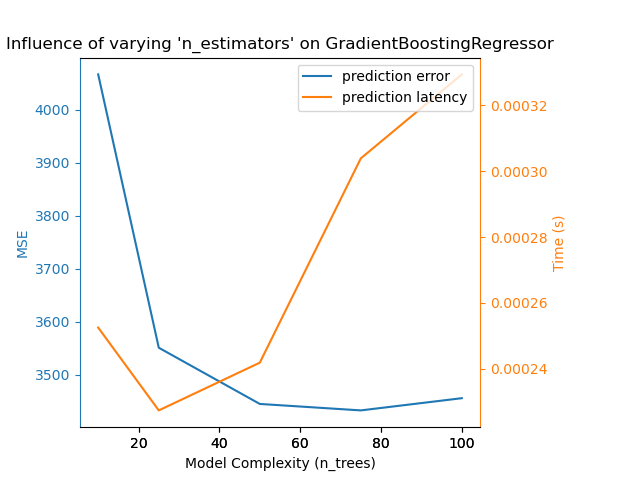 Influence of varying 'n_estimators' on GradientBoostingRegressor
prediction error
prediction latency
4000
3900
3800
3700
3600
3500
MSE
0.00032
0.00030
0.00028
0.00026
0.00024
Time (s)
20 40 60 80 100
Model Complexity (n_trees)